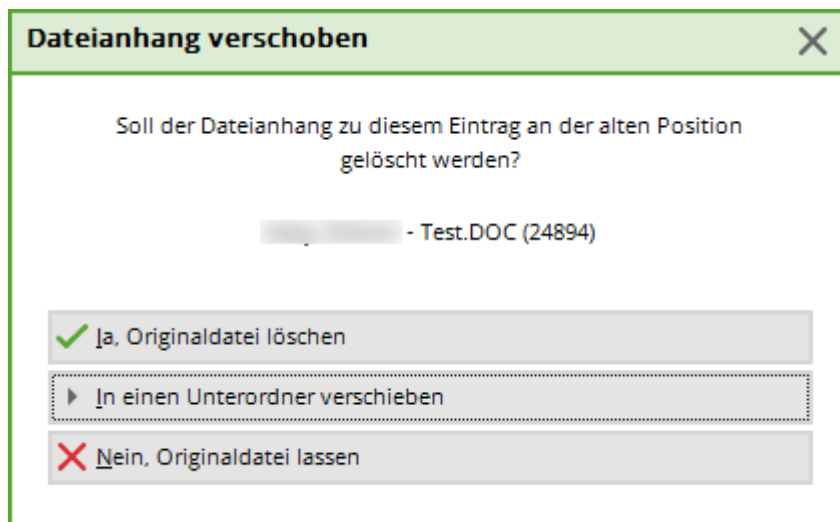 Dateianhang verschoben
Soll der Dateianhang zu diesem Eintrag an der alten Position
gelöscht werden?
- Test.DOC (24894)
Ja, Originaldatei löschen
In einen Unterordner verschieben
Nein, Originaldatei lassen